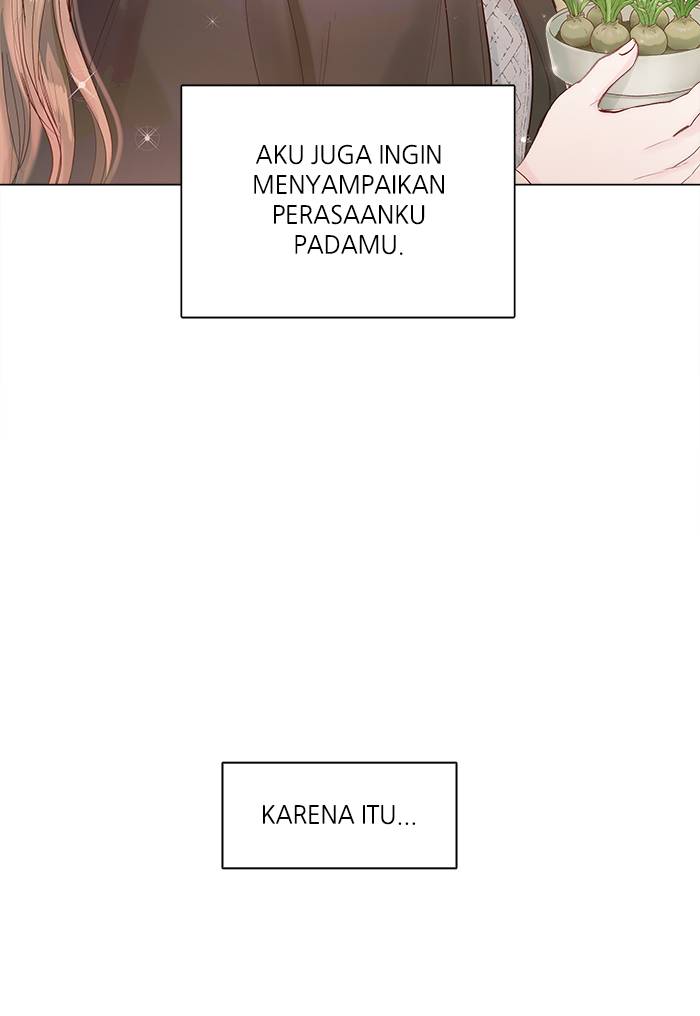 AKU JUGA INGIN
MENYAMPAIKAN
PERASAANKU
PADAMU.
KARENA ITU...